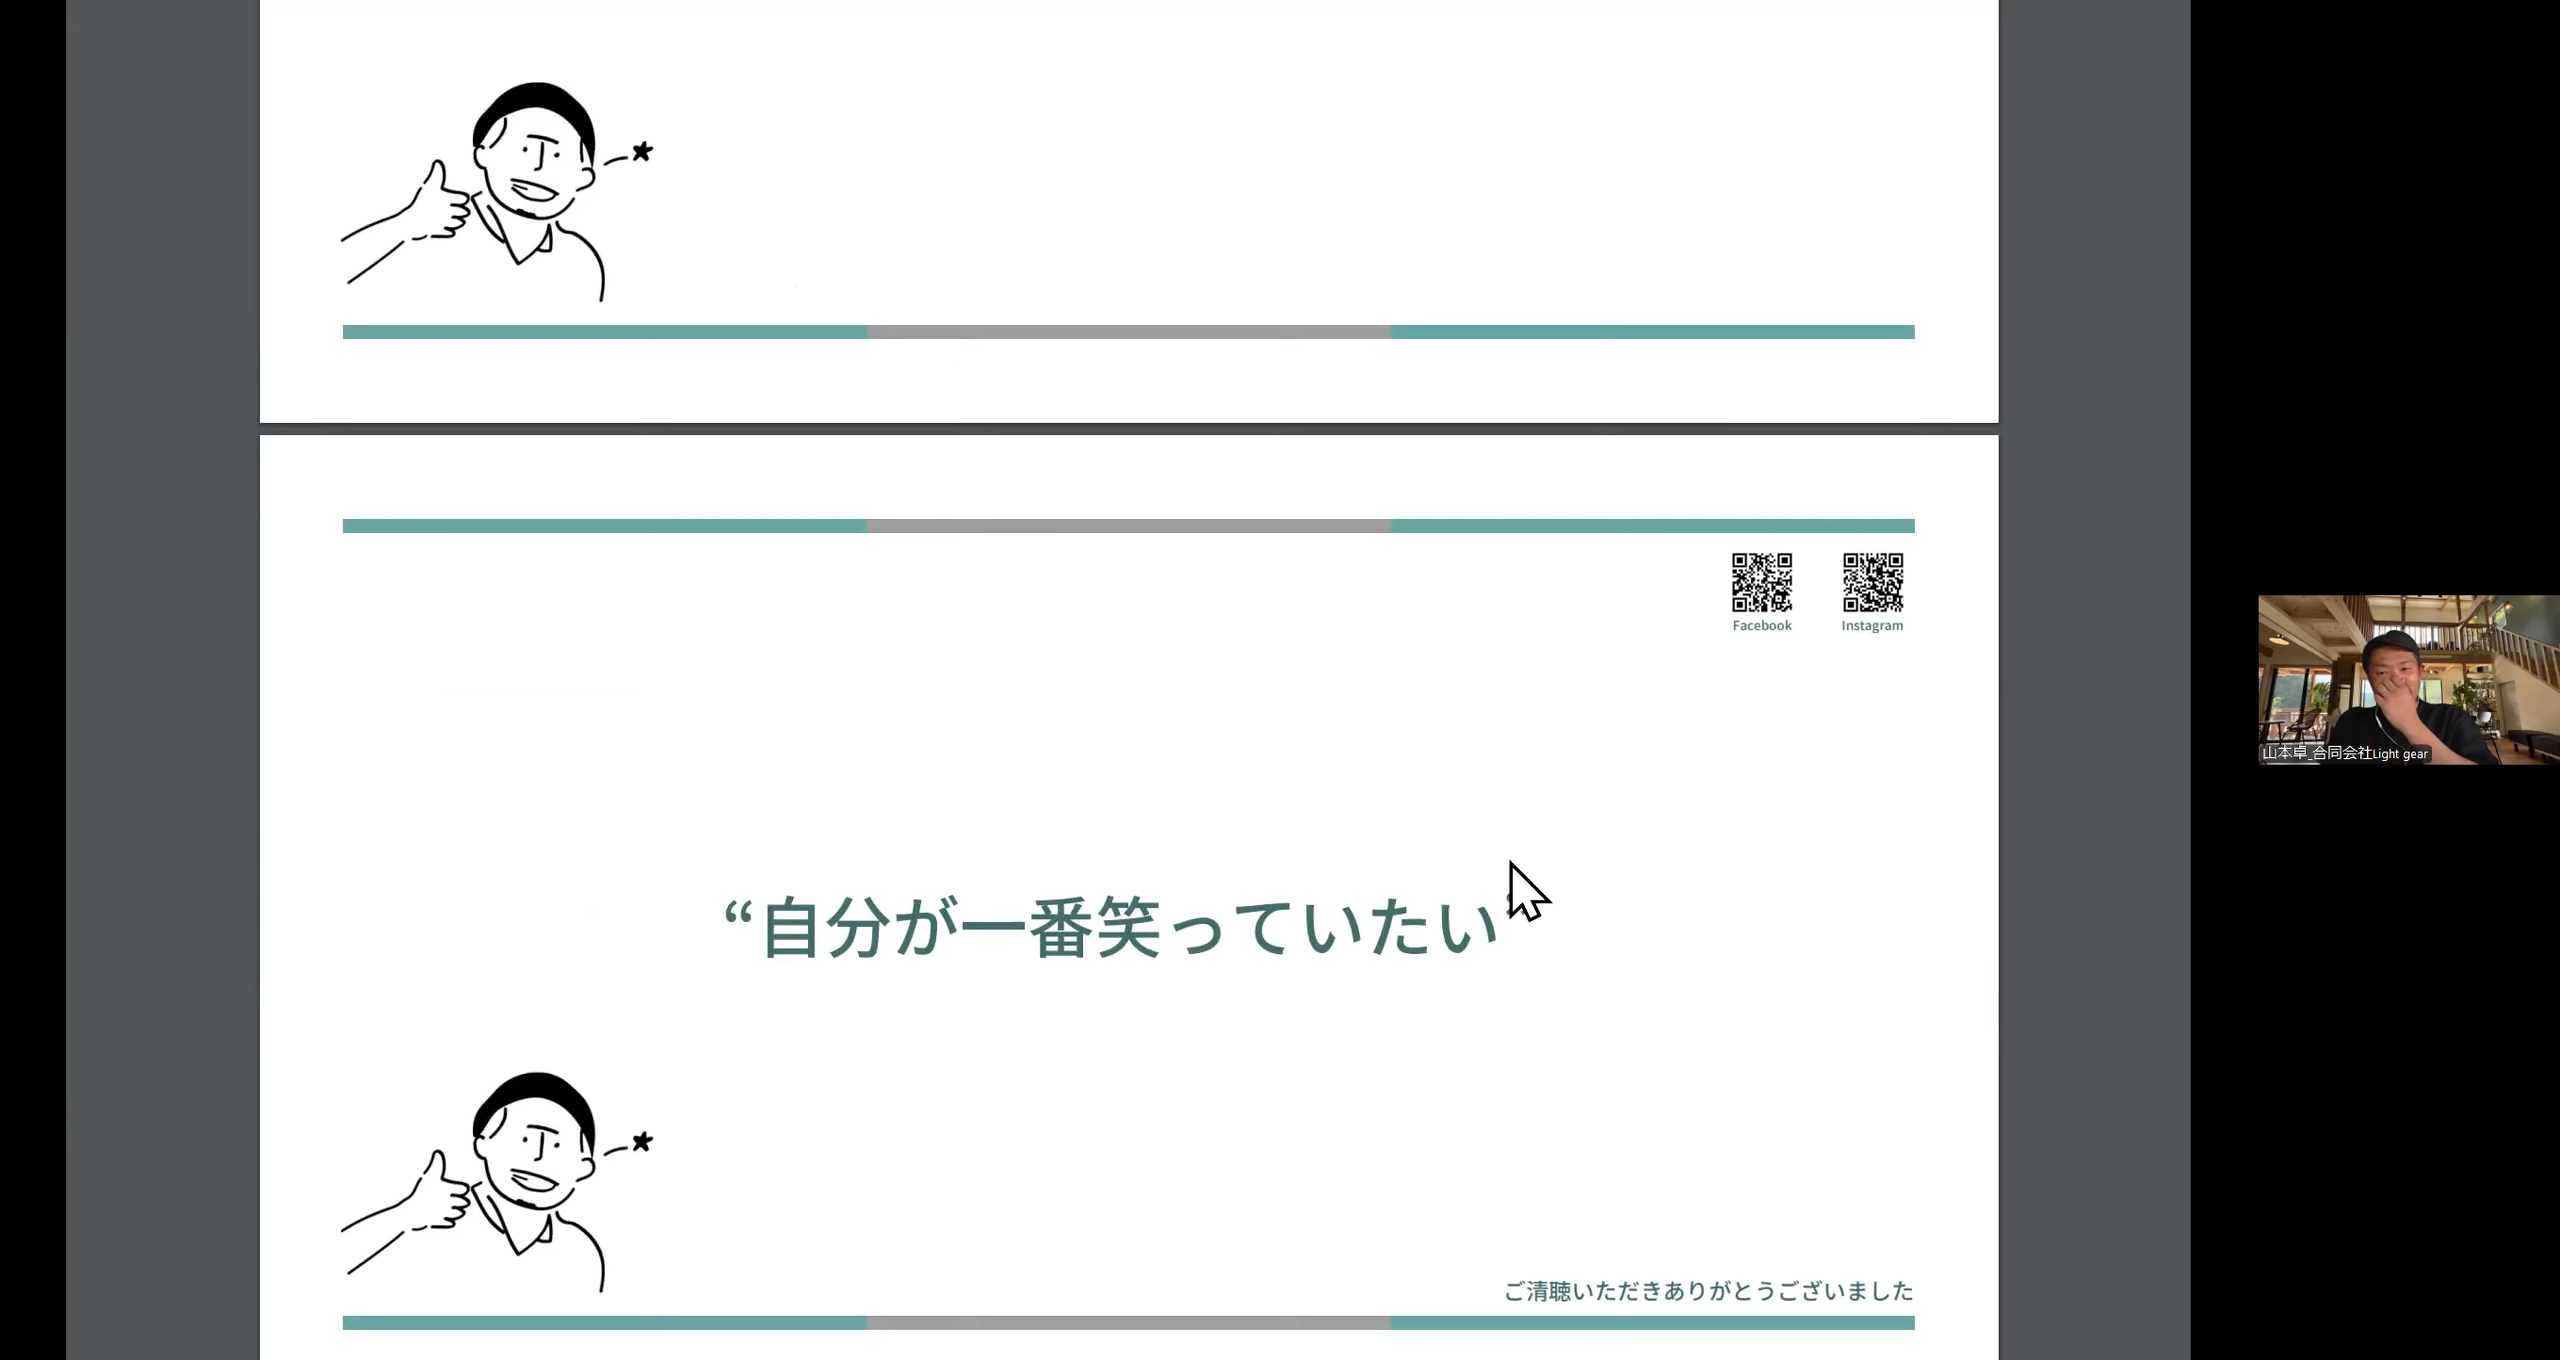 Facebook
Instagram
“自分が一番笑っていたい”
山本卓_合同会社Light gear
ご清聴いただきありがとうございました